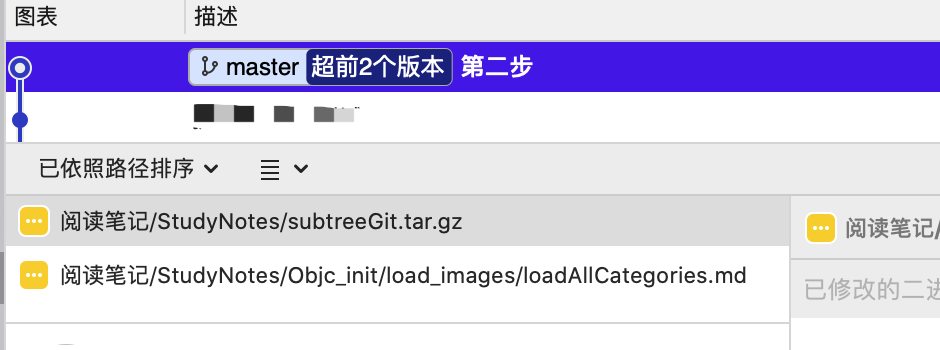 图表 描述
master 超前2个版本 第二步
已依照路径排序
阅读笔记/StudyNotes/subtreeGit.tar.gz
阅读笔记/
阅读笔记/StudyNotes/Objc_init/load_images/loadAllCategories.md
已修改的二进